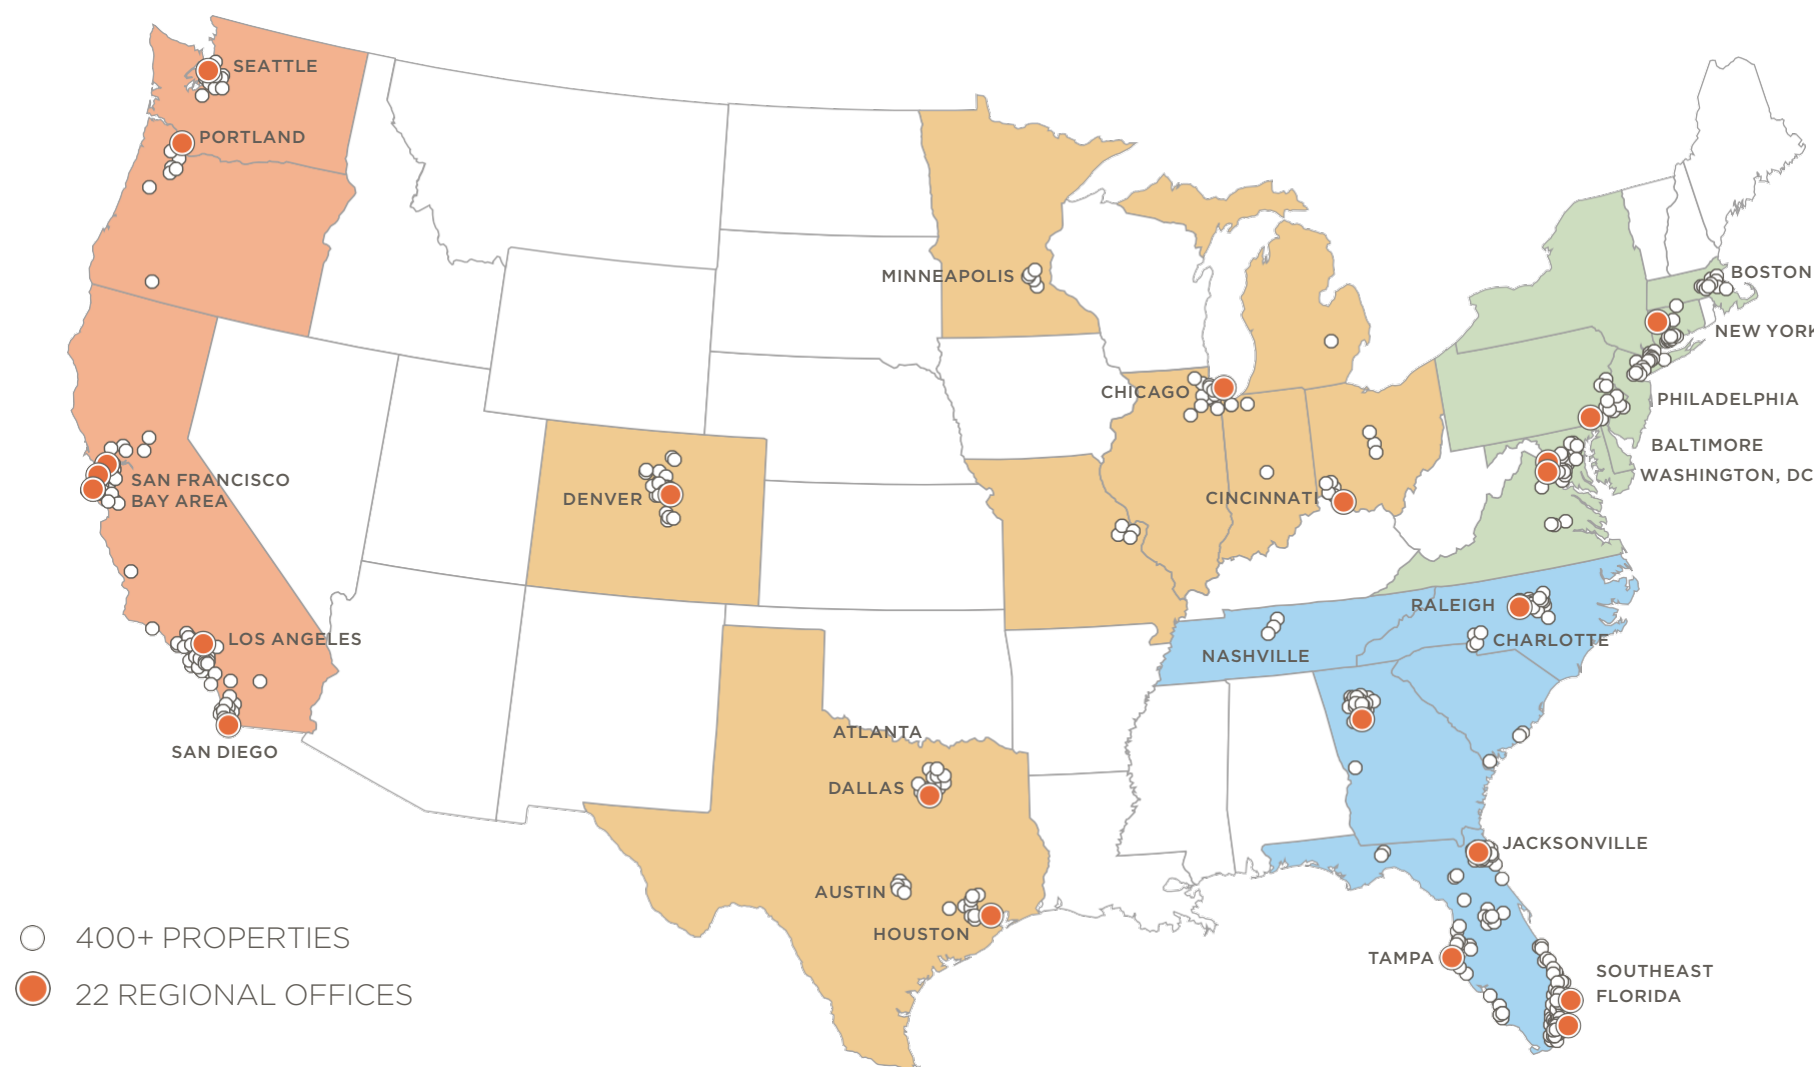 SEATTLE
PORTLAND
MINNEAPOLIS
BOSTON
NEW YORK
CHICAGO
PHILADELPHIA
BALTIMORE
WASHINGTON, DC
SAN FRANCISCO
BAY AREA
DENVER
CINCINNATI
RALEIGH
CHARLOTTE
LOS ANGELES
NASHVILLE
SAN DIEGO
ATLANTA
DALLAS
JACKSONVILLE
AUSTIN
HOUSTON
TAMPA
SOUTHEAST
FLORIDA
400+ PROPERTIES
22 REGIONAL OFFICES